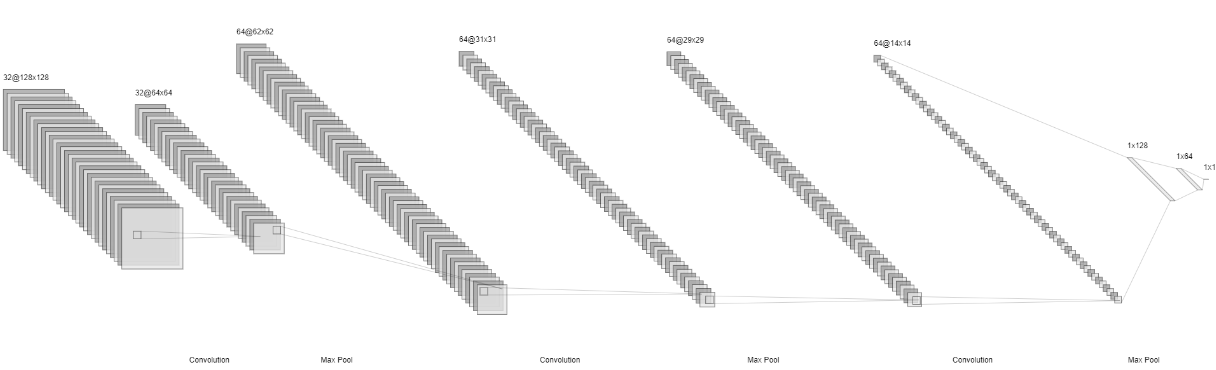 64@62x62
64@31x31
64@29x29
64@14x14
32@128x128
32@64x64
1x128
1x64
1x1
Convolution
Max Pool
Convolution
Max Pool
Convolution
Max Pool